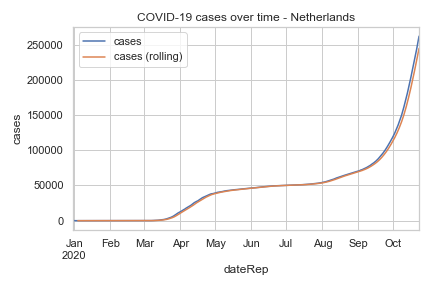 COVID-19 cases over time - Netherlands
cases
cases (rolling)
250000
200000
150000
100000
50000
0
cases
Jan Feb Mar Apr May Jun Jul Aug Sep Oct
2020
dateRep